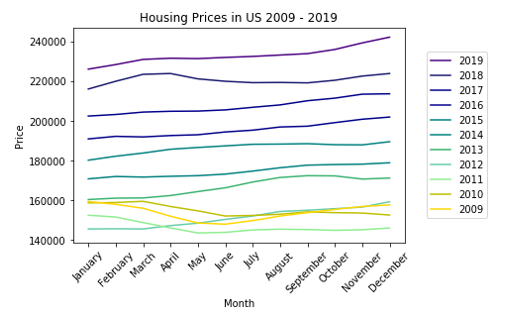 Housing Prices in US 2009 - 2019
Price
240000
220000
200000
180000
160000
140000
January
February
March
April
May
June
July
August
September
October
November
December
Month
2019
2018
2017
2016
2015
2014
2013
2012
2011
2010
2009